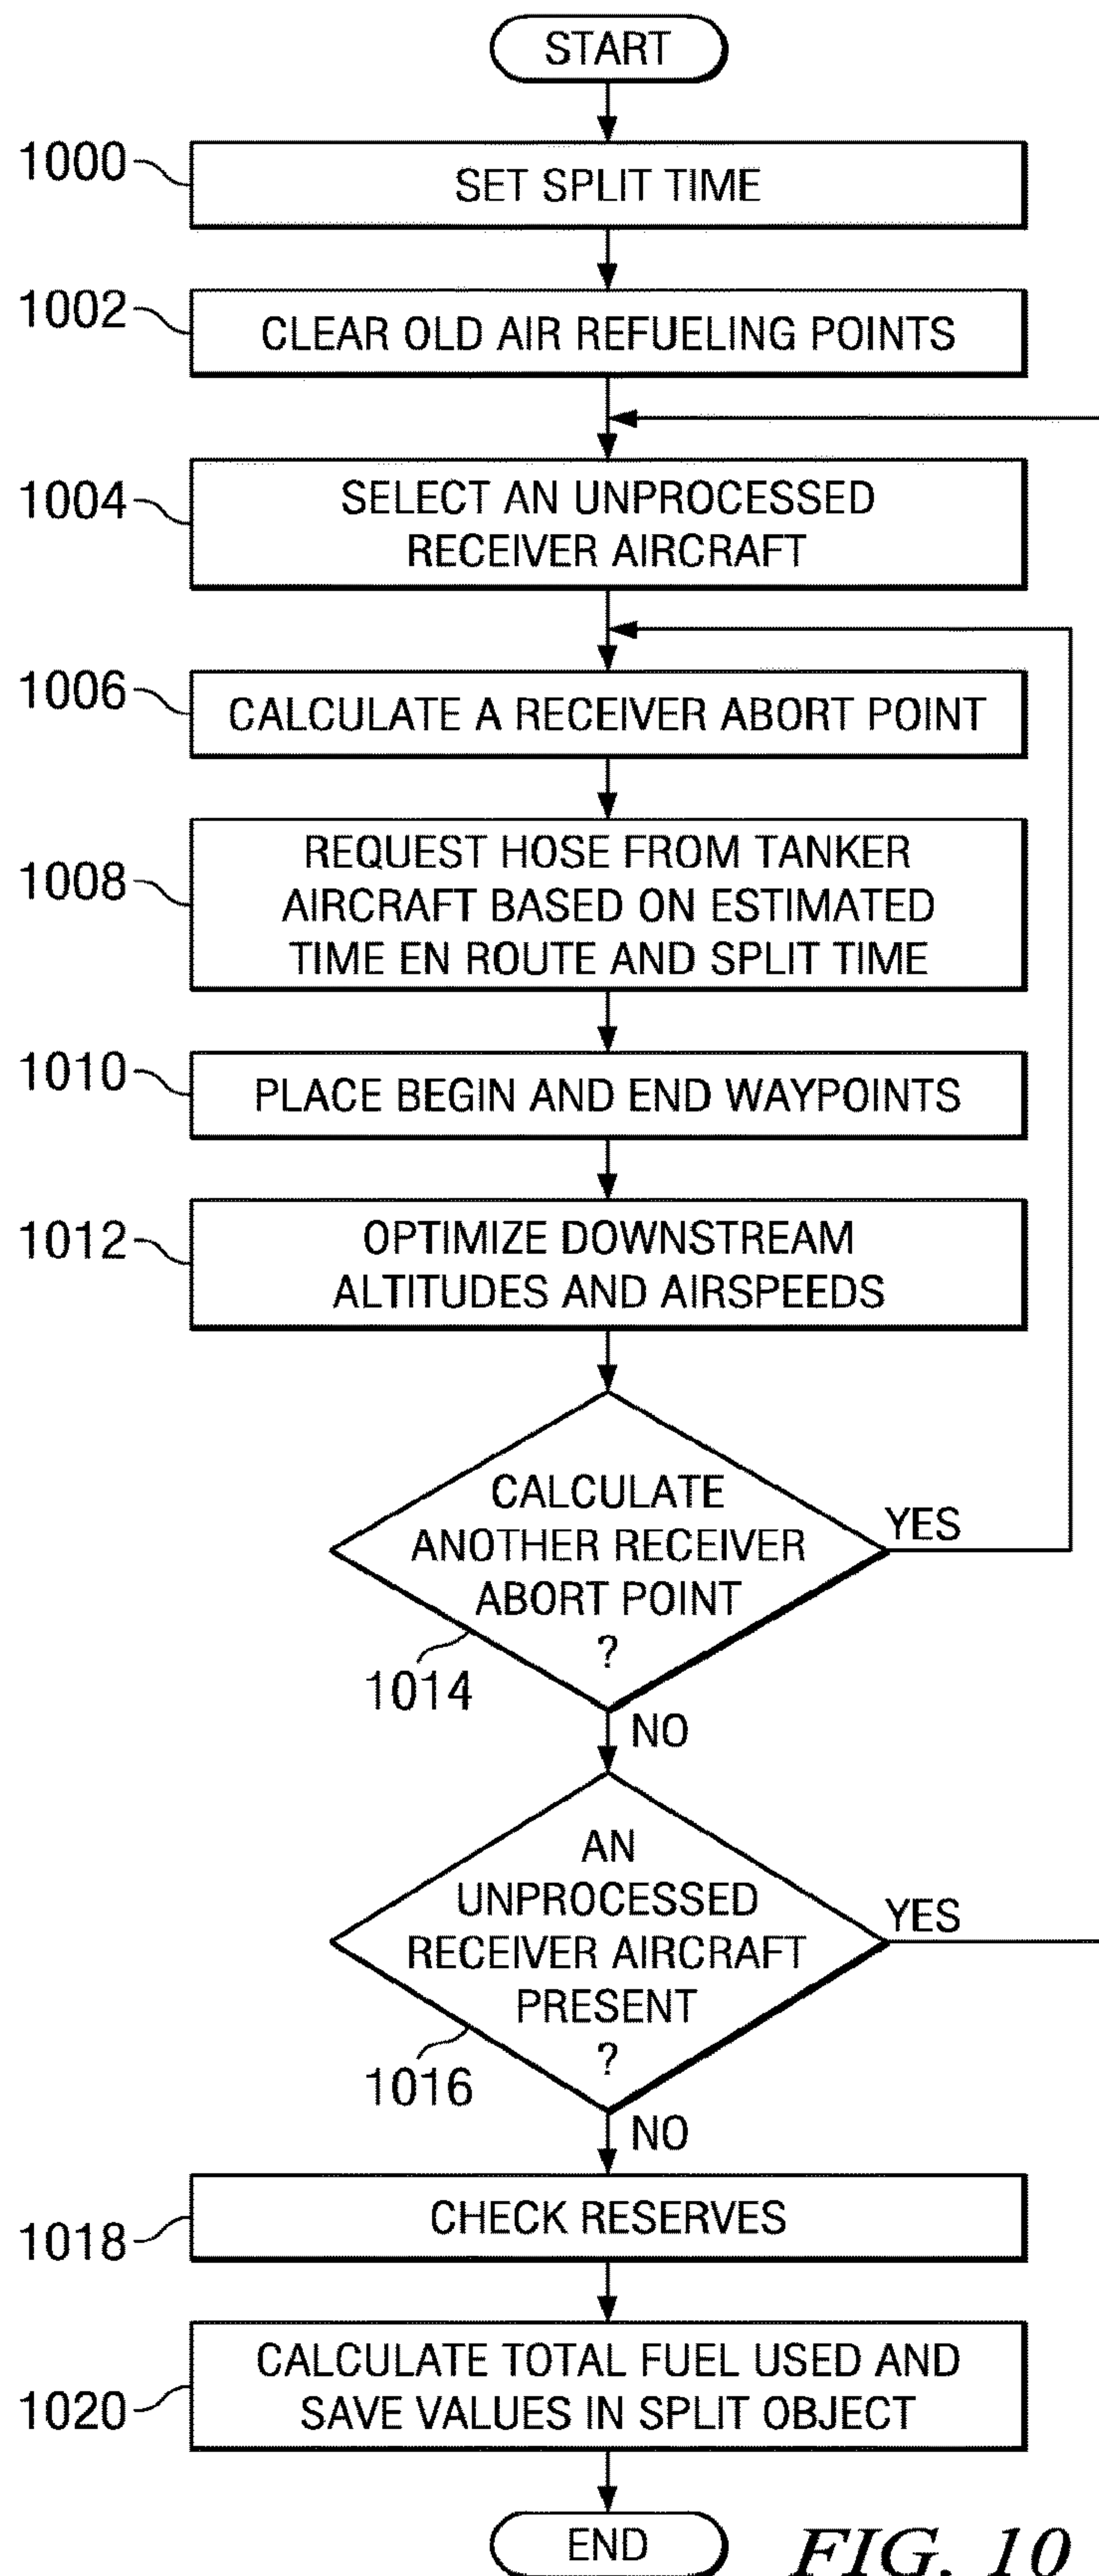 START
1000
SET SPLIT TIME
1002
CLEAR OLD AIR REFUELING POINTS
1004
SELECT AN UNPROCESSED
RECEIVER AIRCRAFT
1006
CALCULATE A RECEIVER ABORT POINT
1008
REQUEST HOSE FROM TANKER
AIRCRAFT BASED ON ESTIMATED
TIME EN ROUTE AND SPLIT TIME
1010
PLACE BEGIN AND END WAYPOINTS
1012
OPTIMIZE DOWNSTREAM
ALTITUDES AND AIRSPEEDS
CALCULATE
ANOTHER RECEIVER
ABORT POINT
?
YES
1014
NO
AN
UNPROCESSED
RECEIVER AIRCRAFT
PRESENT
?
YES
1016
NO
1018
CHECK RESERVES
1020
CALCULATE TOTAL FUEL USED AND
SAVE VALUES IN SPLIT OBJECT
END
FIG. 10